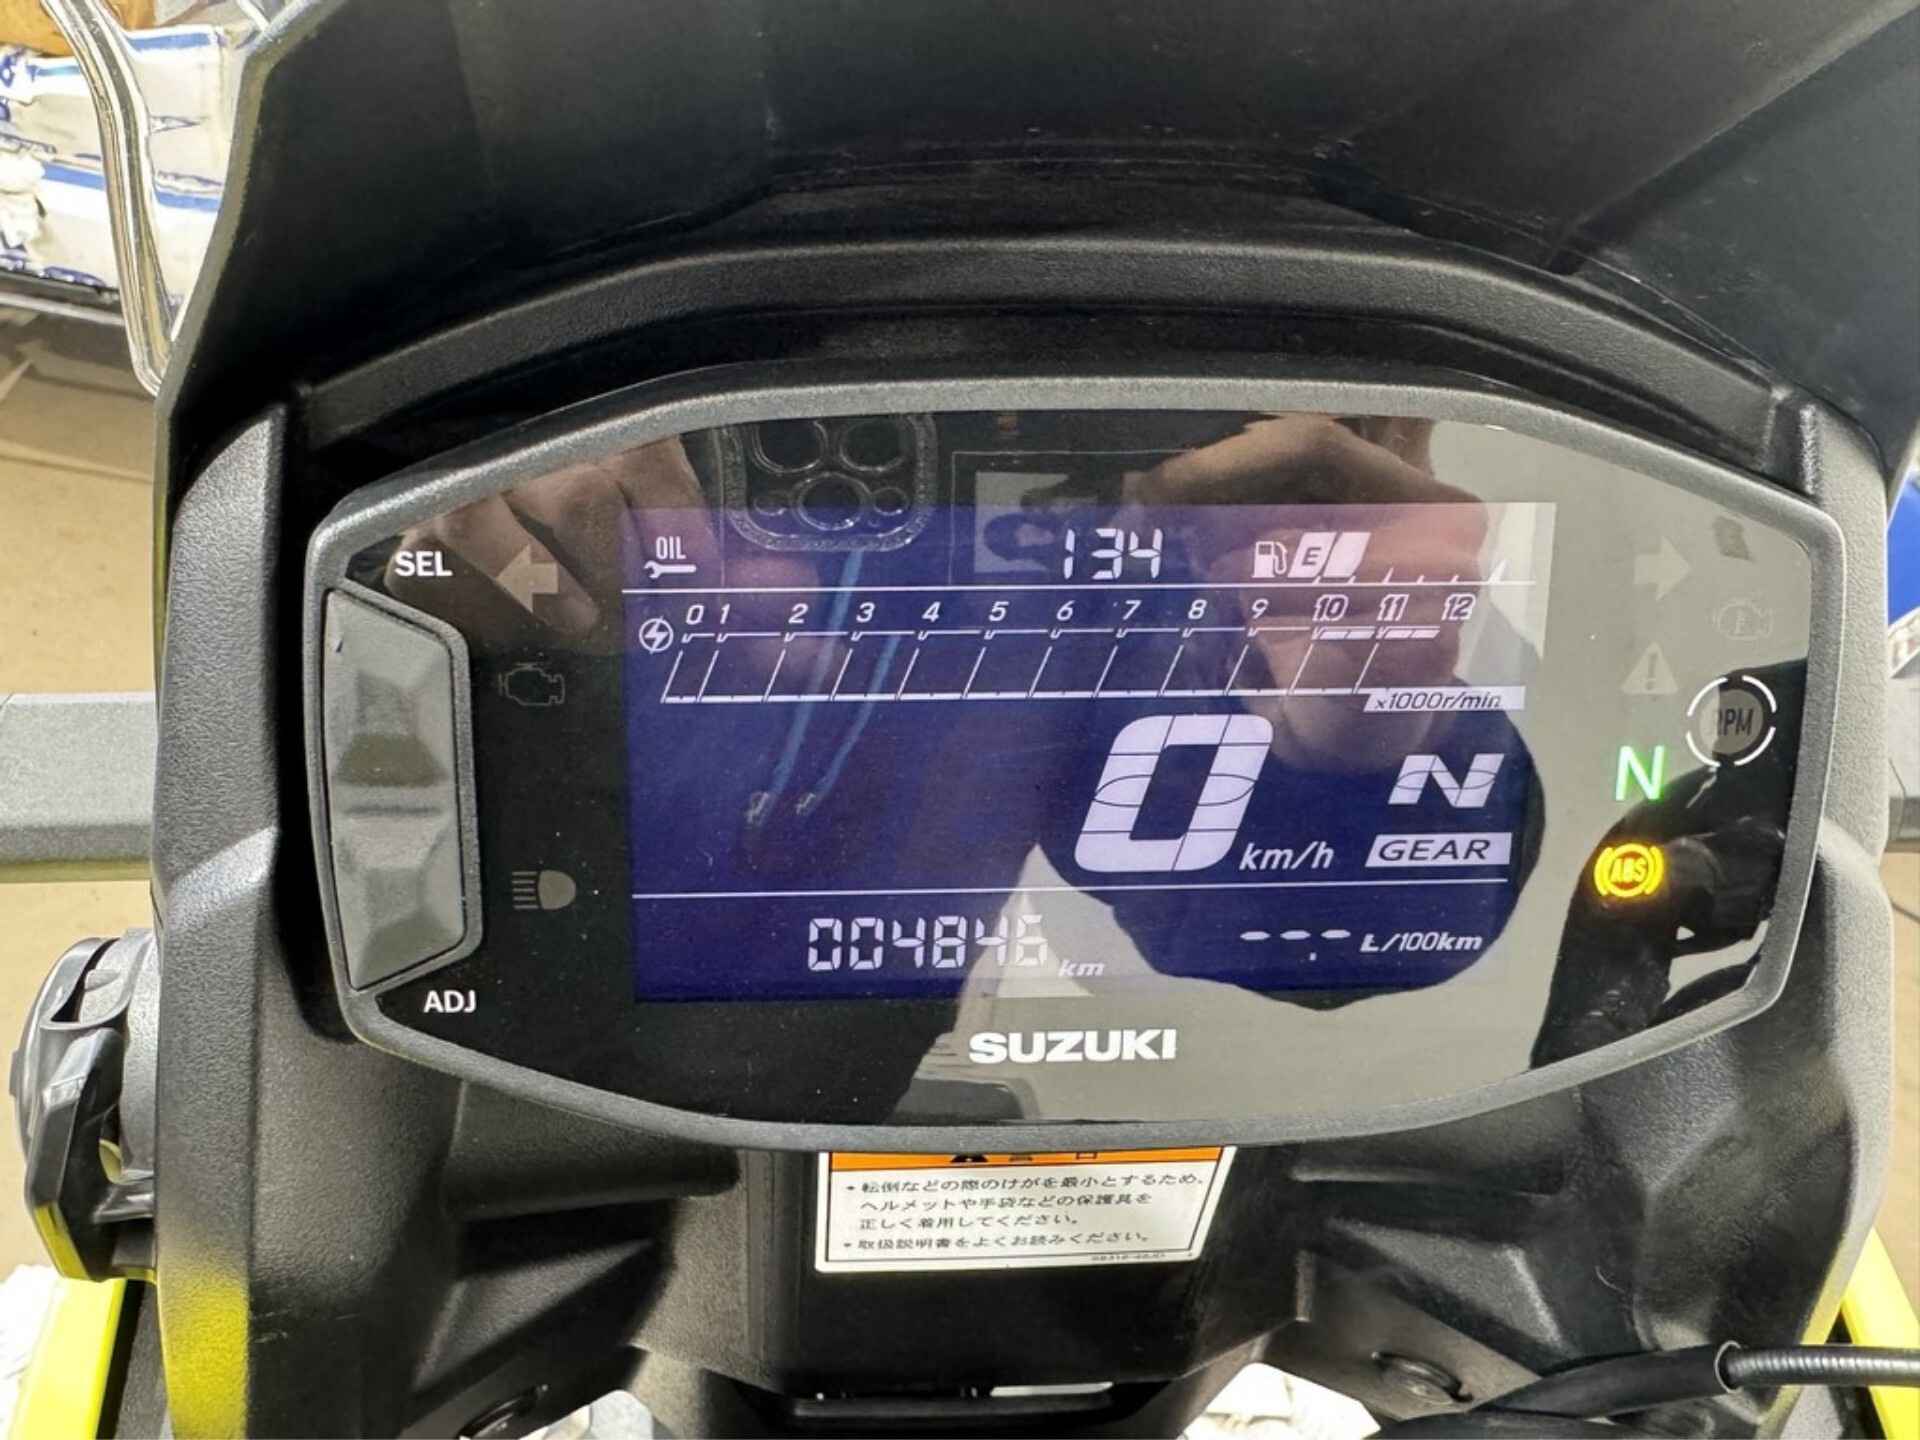 SEL
OIL
134
E
0 1 2 3 4 5 6 7 8 9 10 11 12
x1000r/min
RPM
0 km/h
N
GEAR
N
ABS
004846 km
--.- L/100km
ADJ
SUZUKI
・転倒などの際のけがを最小とするため、
ヘルメットや手袋などの保護具を
正しく着用してください。
・取扱説明書をよくお読みください。